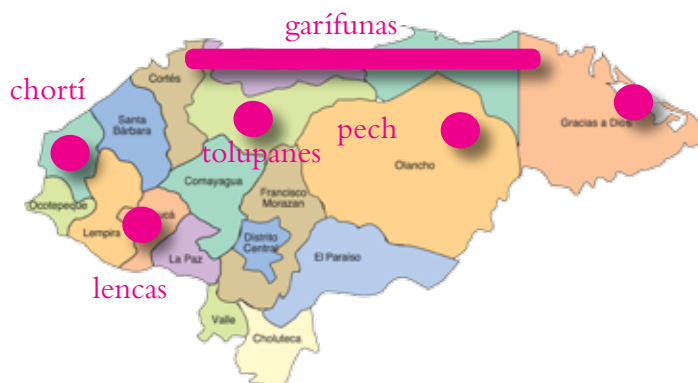 garífunas
Cortés
chortí
Santa
Bárbara
Gracias a Dios
pech
tolupanes
Olancho
Comayagua
Ocotepeque
Francisco
Morazan
Lempira
Distrito
Central
La Paz
El Paraíso
lencas
Valle
Choluteca